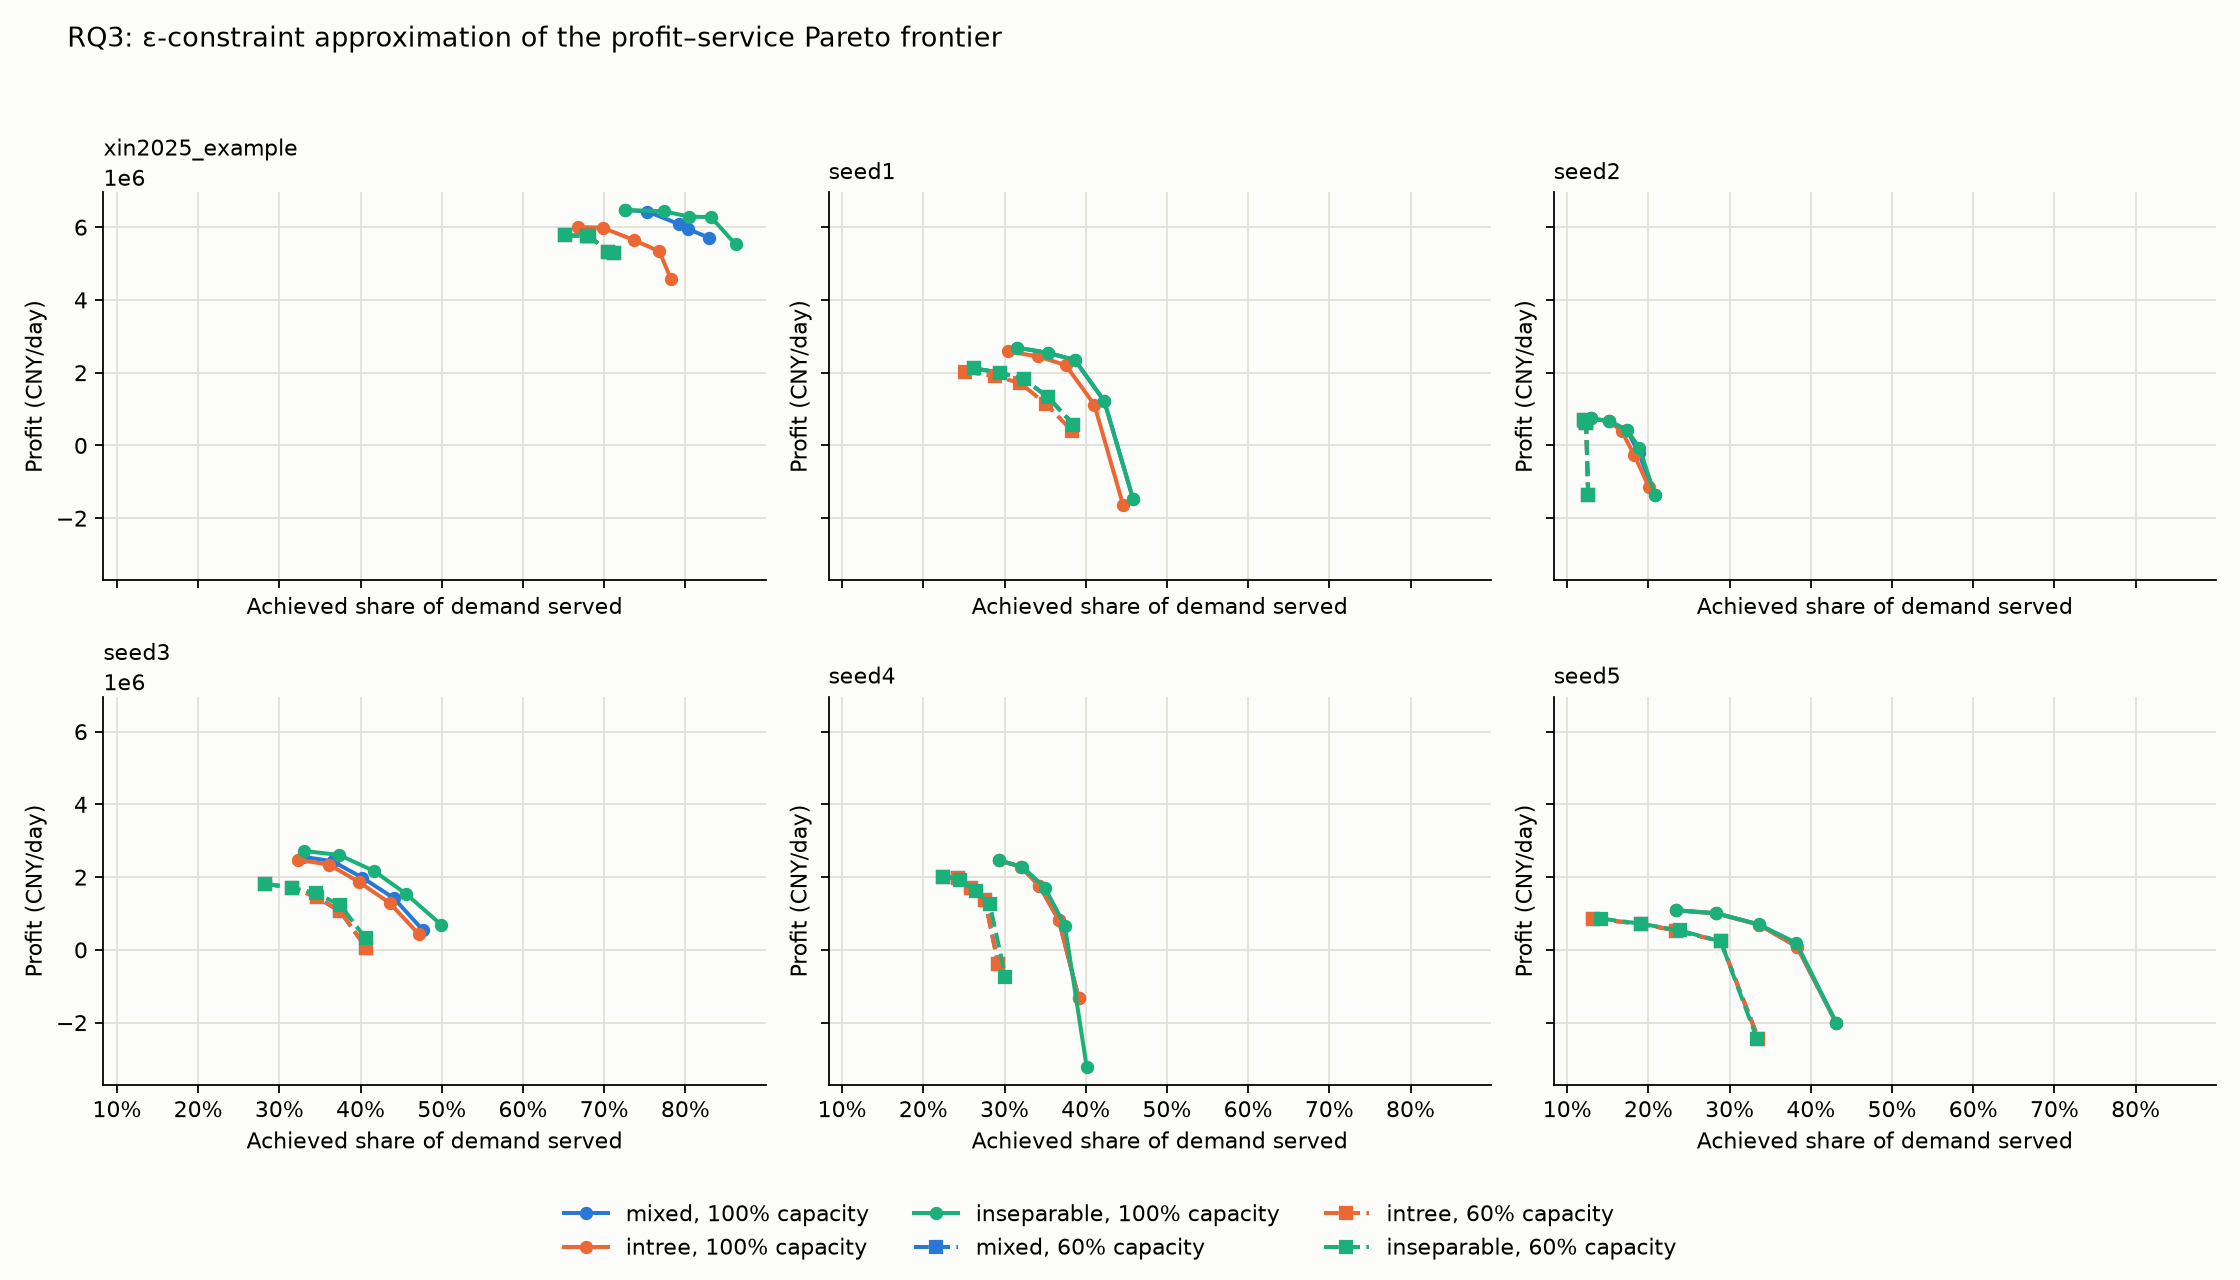 RQ3: ε-constraint approximation of the profit–service Pareto frontier
xin2025_example
1e6
6
4
2
0
−2
Profit (CNY/day)
Achieved share of demand served
seed1
Profit (CNY/day)
Achieved share of demand served
seed2
Profit (CNY/day)
Achieved share of demand served
seed3
1e6
6
4
2
0
−2
Profit (CNY/day)
10% 20% 30% 40% 50% 60% 70% 80%
Achieved share of demand served
seed4
Profit (CNY/day)
10% 20% 30% 40% 50% 60% 70% 80%
Achieved share of demand served
seed5
Profit (CNY/day)
10% 20% 30% 40% 50% 60% 70% 80%
Achieved share of demand served
mixed, 100% capacity
inseparable, 100% capacity
intree, 60% capacity
intree, 100% capacity
mixed, 60% capacity
inseparable, 60% capacity